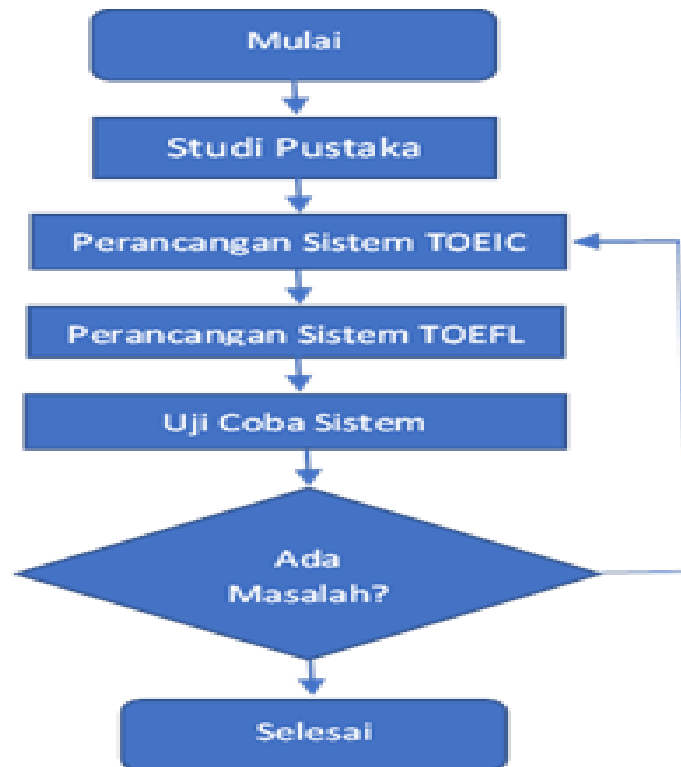 Mulai
Studi Pustaka
Perancangan Sistem TOEIC
Perancangan Sistem TOEFL
Uji Coba Sistem
Ada
Masalah?
Selesai